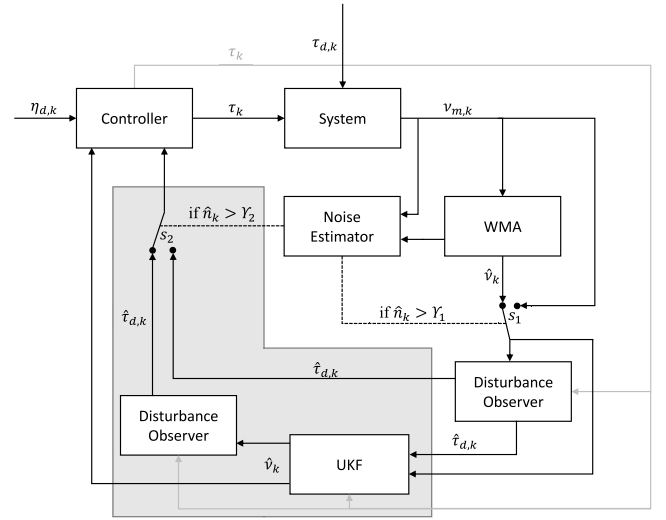 τ_k
τ_{d,k}
η_{d,k}
Controller
τ_k
System
ν_{m,k}
if n̂_k > ϒ_2
s_2
Noise
Estimator
WMA
ν̂_k
s_1
if n̂_k > ϒ_1
τ̂_{d,k}
τ̂_{d,k}
Disturbance
Observer
Disturbance
Observer
τ̂_{d,k}
ν̂_k
UKF